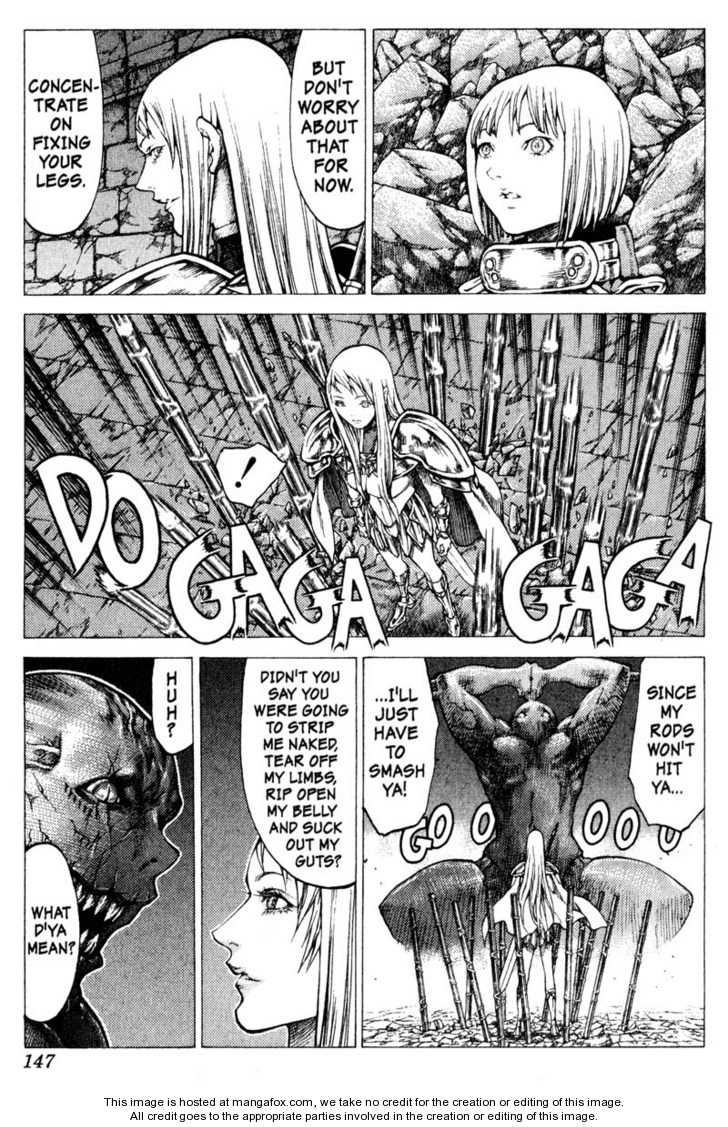 BUT
DON'T
WORRY
ABOUT
THAT
FOR
NOW.
CONCEN-
TRATE
ON
FIXING
YOUR
LEGS.
!
DO
GAGA
GAGA
SINCE
MY
RODS
WON'T
HIT
YA...
...I'LL
JUST
HAVE
TO
SMASH
YA!
GO O OOO
DIDN'T YOU
SAY YOU
WERE GOING
TO STRIP
ME NAKED,
TEAR OFF
MY LIMBS,
RIP OPEN
MY BELLY
AND SUCK
OUT MY
GUTS?
HUH?
WHAT
D'YA
MEAN?
147
This image is hosted at mangafox.com, we take no credit for the creation or editing of this image.
All credit goes to the appropriate parties involved in the creation or editing of this image.